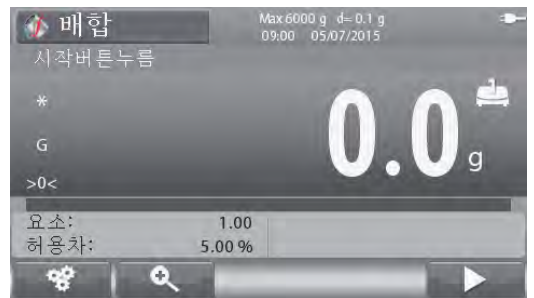 배합
Max 6000 g d= 0.1 g
09:00 05/07/2015
시작버튼누름
*
G
>0<
0.0 g
요소: 1.00
허용차: 5.00 %